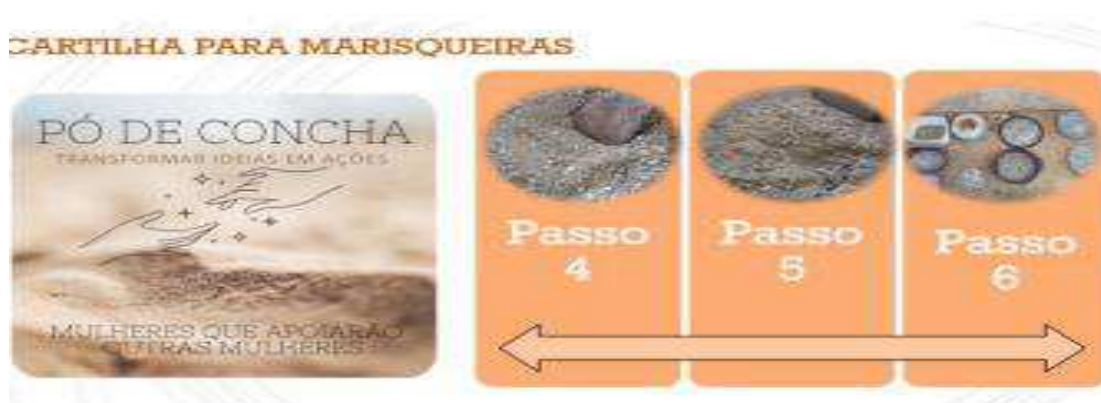 CARTILHA PARA MARISQUEIRAS
PÓ DE CONCHA
TRANSFORMAR IDEIAS EM AÇÕES
MULHERES QUE APOIARÃO
OUTRAS MULHERES
Passo
4
Passo
5
Passo
6